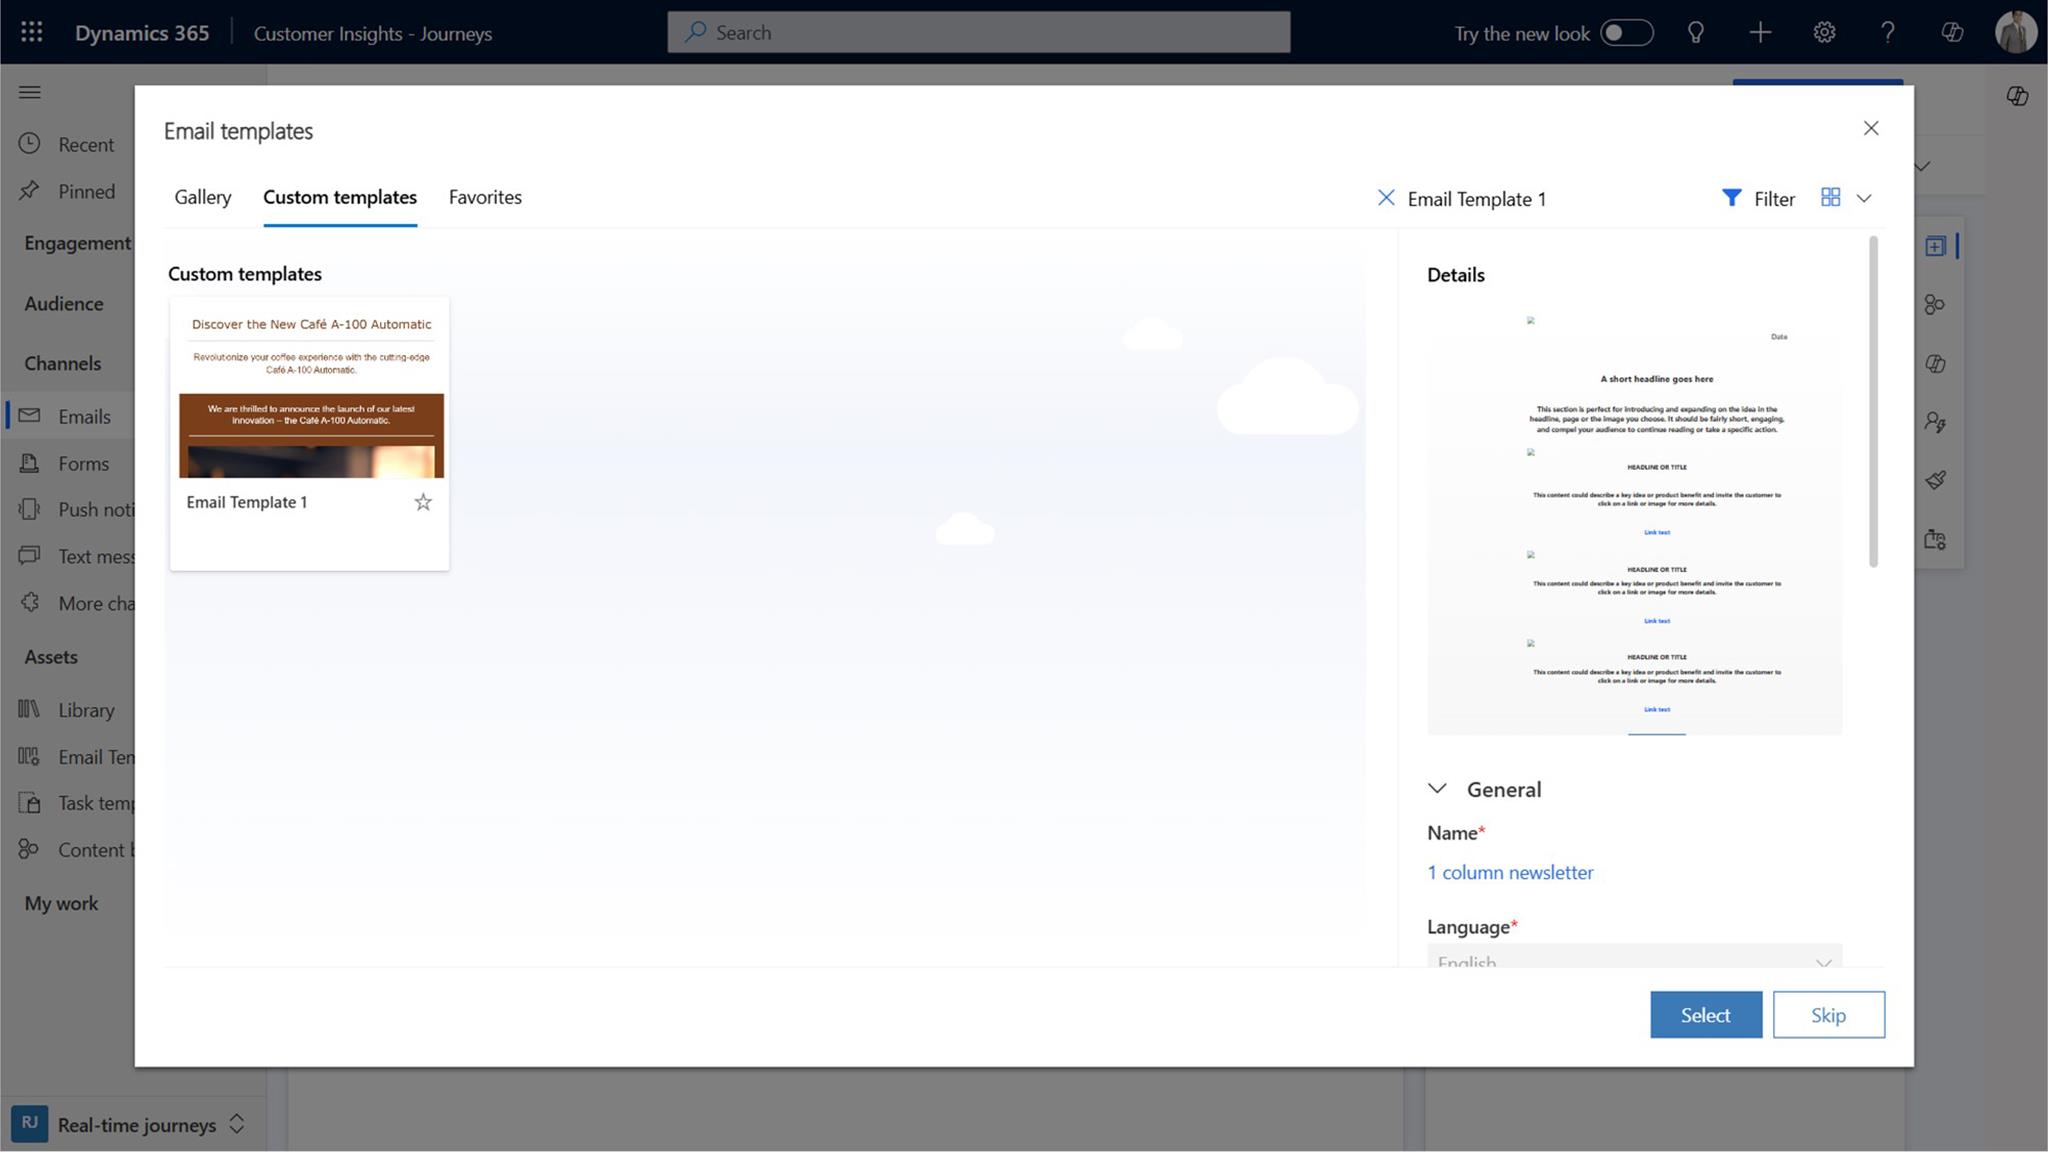 Dynamics 365
Customer Insights - Journeys
Search
Try the new look
Recent
Pinned
Engagement
Audience
Channels
Emails
Forms
Push noti
Text mess
More cha
Assets
Library
Email Tem
Task temp
Content b
My work
RJ
Real-time journeys
Email templates
Gallery
Custom templates
Favorites
Email Template 1
Filter
Custom templates
Discover the New Café A-100 Automatic
Revolutionize your coffee experience with the cutting-edge
Café A-100 Automatic.
We are thrilled to announce the launch of our latest
innovation – the Café A-100 Automatic.
Email Template 1
Details
Date
A short headline goes here
This section is perfect for introducing and expanding on the idea in the
headline, page or the image you choose. It should be fairly short, engaging,
and compel your audience to continue reading or take a specific action.
HEADLINE OR TITLE
This content could describe a key idea or product benefit and invite the customer to
click on a link or image for more details.
Link text
HEADLINE OR TITLE
This content could describe a key idea or product benefit and invite the customer to
click on a link or image for more details.
Link text
HEADLINE OR TITLE
This content could describe a key idea or product benefit and invite the customer to
click on a link or image for more details.
Link text
General
Name*
1 column newsletter
Language*
English
Select
Skip